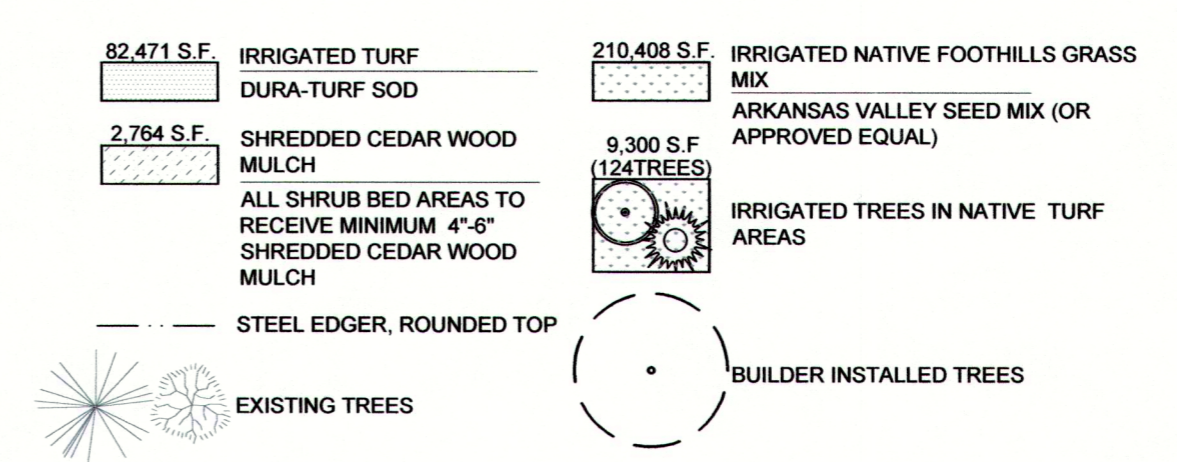 82,471 S.F.
IRRIGATED TURF
DURA-TURF SOD
2,764 S.F.
SHREDDED CEDAR WOOD
MULCH
ALL SHRUB BED AREAS TO
RECEIVE MINIMUM 4"-6"
SHREDDED CEDAR WOOD
MULCH
STEEL EDGER, ROUNDED TOP
EXISTING TREES
210,408 S.F.
IRRIGATED NATIVE FOOTHILLS GRASS
MIX
ARKANSAS VALLEY SEED MIX (OR
APPROVED EQUAL)
9,300 S.F
(124TREES)
IRRIGATED TREES IN NATIVE TURF
AREAS
BUILDER INSTALLED TREES